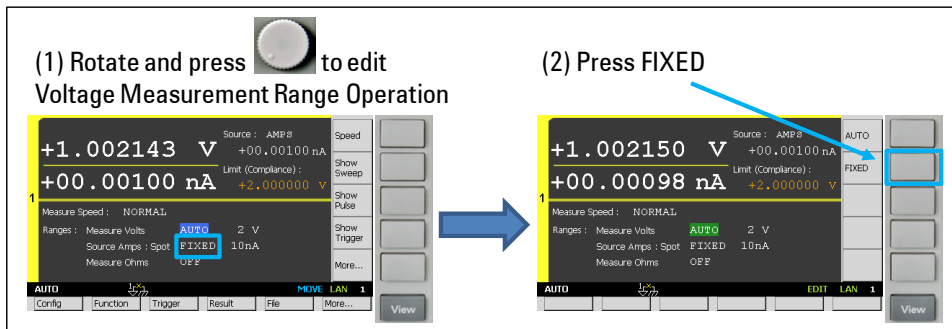 (1) Rotate and press to edit
Voltage Measurement Range Operation
+1.002143 V
Source : AMPS
+00.00100 nA
Limit (Compliance) :
+00.00100 nA
+2.000000 V
1
Measure Speed : NORMAL
Ranges : Measure Volts AUTO 2 V
Source Amps : Spot FIXED 10nA
Measure Ohms OFF
Speed
Show Sweep
Show Pulse
Show Trigger
More...
AUTO MOVE LAN 1
Config Function Trigger Result File More...
View
(2) Press FIXED
+1.002150 V
Source : AMPS
+00.00100 nA
Limit (Compliance) :
+00.00098 nA
+2.000000 V
1
Measure Speed : NORMAL
Ranges : Measure Volts AUTO 2 V
Source Amps : Spot FIXED 10nA
Measure Ohms OFF
AUTO
FIXED
AUTO EDIT LAN 1
View